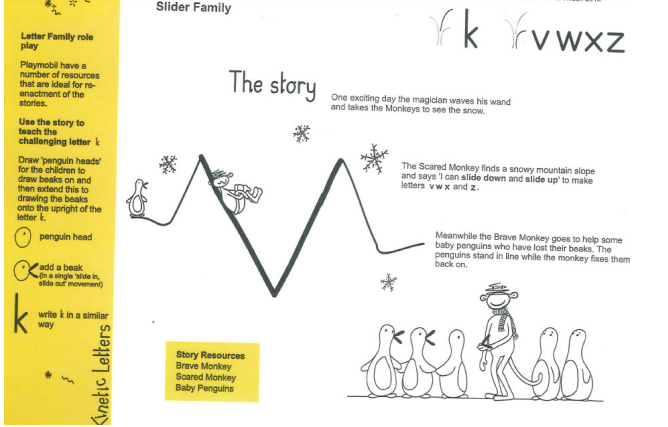 Slider Family
k vwxz
Letter Family role
play
Playmobil have a
number of resources
that are ideal for re-
enactment of the
stories.
Use the story to
teach the
challenging letter k
Draw 'penguin heads'
for the children to
draw beaks on and
then extend this to
drawing the beaks
onto the upright of the
letter k.
penguin head
add a beak
(in a single 'slide in,
slide out' movement)
k
write k in a similar
way
Kinetic Letters
The story
One exciting day the magician waves his wand
and takes the Monkeys to see the snow.
The Scared Monkey finds a snowy mountain slope
and says 'I can slide down and slide up' to make
letters v w x and z.
Meanwhile the Brave Monkey goes to help some
baby penguins who have lost their beaks. The
penguins stand in line while the monkey fixes them
back on.
Story Resources
Brave Monkey
Scared Monkey
Baby Penguins